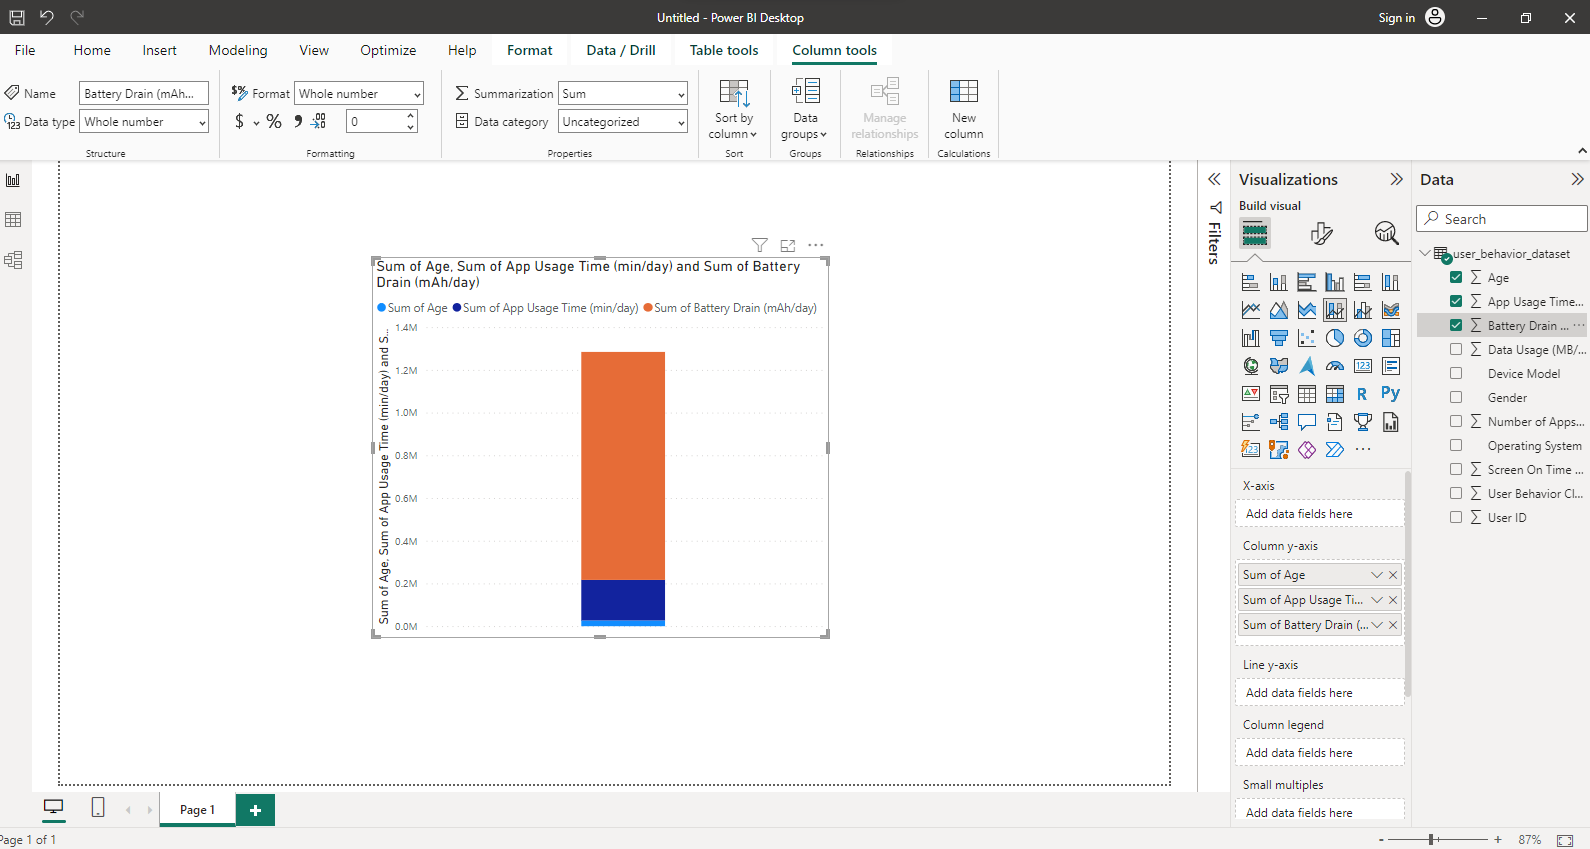 Untitled - Power BI Desktop
Sign in
File Home Insert Modeling View Optimize Help Format Data / Drill Table tools Column tools
Name Battery Drain (mAh...
Data type Whole number
Structure
Format Whole number
$ % 0
Formatting
Summarization Sum
Data category Uncategorized
Properties
Sort by
column
Sort
Data
groups
Groups
Manage
relationships
Relationships
New
column
Calculations
Sum of Age, Sum of App Usage Time (min/day) and Sum of Battery
Drain (mAh/day)
Sum of Age Sum of App Usage Time (min/day) Sum of Battery Drain (mAh/day)
Sum of Age, Sum of App Usage Time (min/day) and S...
1.4M
1.2M
1.0M
0.8M
0.6M
0.4M
0.2M
0.0M
Filters
Visualizations
Build visual
123
R Py
123
X-axis
Add data fields here
Column y-axis
Sum of Age
Sum of App Usage Ti...
Sum of Battery Drain (...
Line y-axis
Add data fields here
Column legend
Add data fields here
Small multiples
Add data fields here
Data
Search
user_behavior_dataset
Age
App Usage Time...
Battery Drain ...
Data Usage (MB/...
Device Model
Gender
Number of Apps...
Operating System
Screen On Time ...
User Behavior Cl...
User ID
Page 1
+
Page 1 of 1
- + 87%